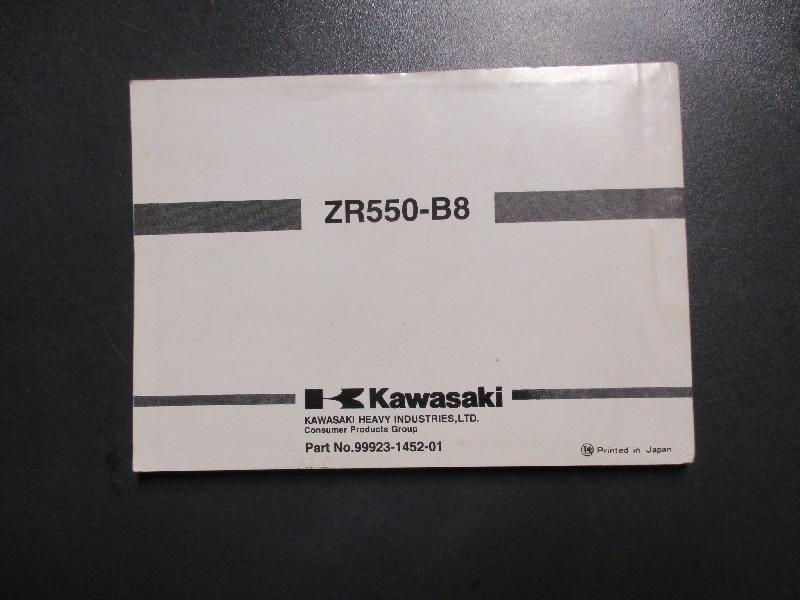 ZR550-B8
Kawasaki
KAWASAKI HEAVY INDUSTRIES,LTD.
Consumer Products Group
Part No.99923-1452-01
Printed in Japan